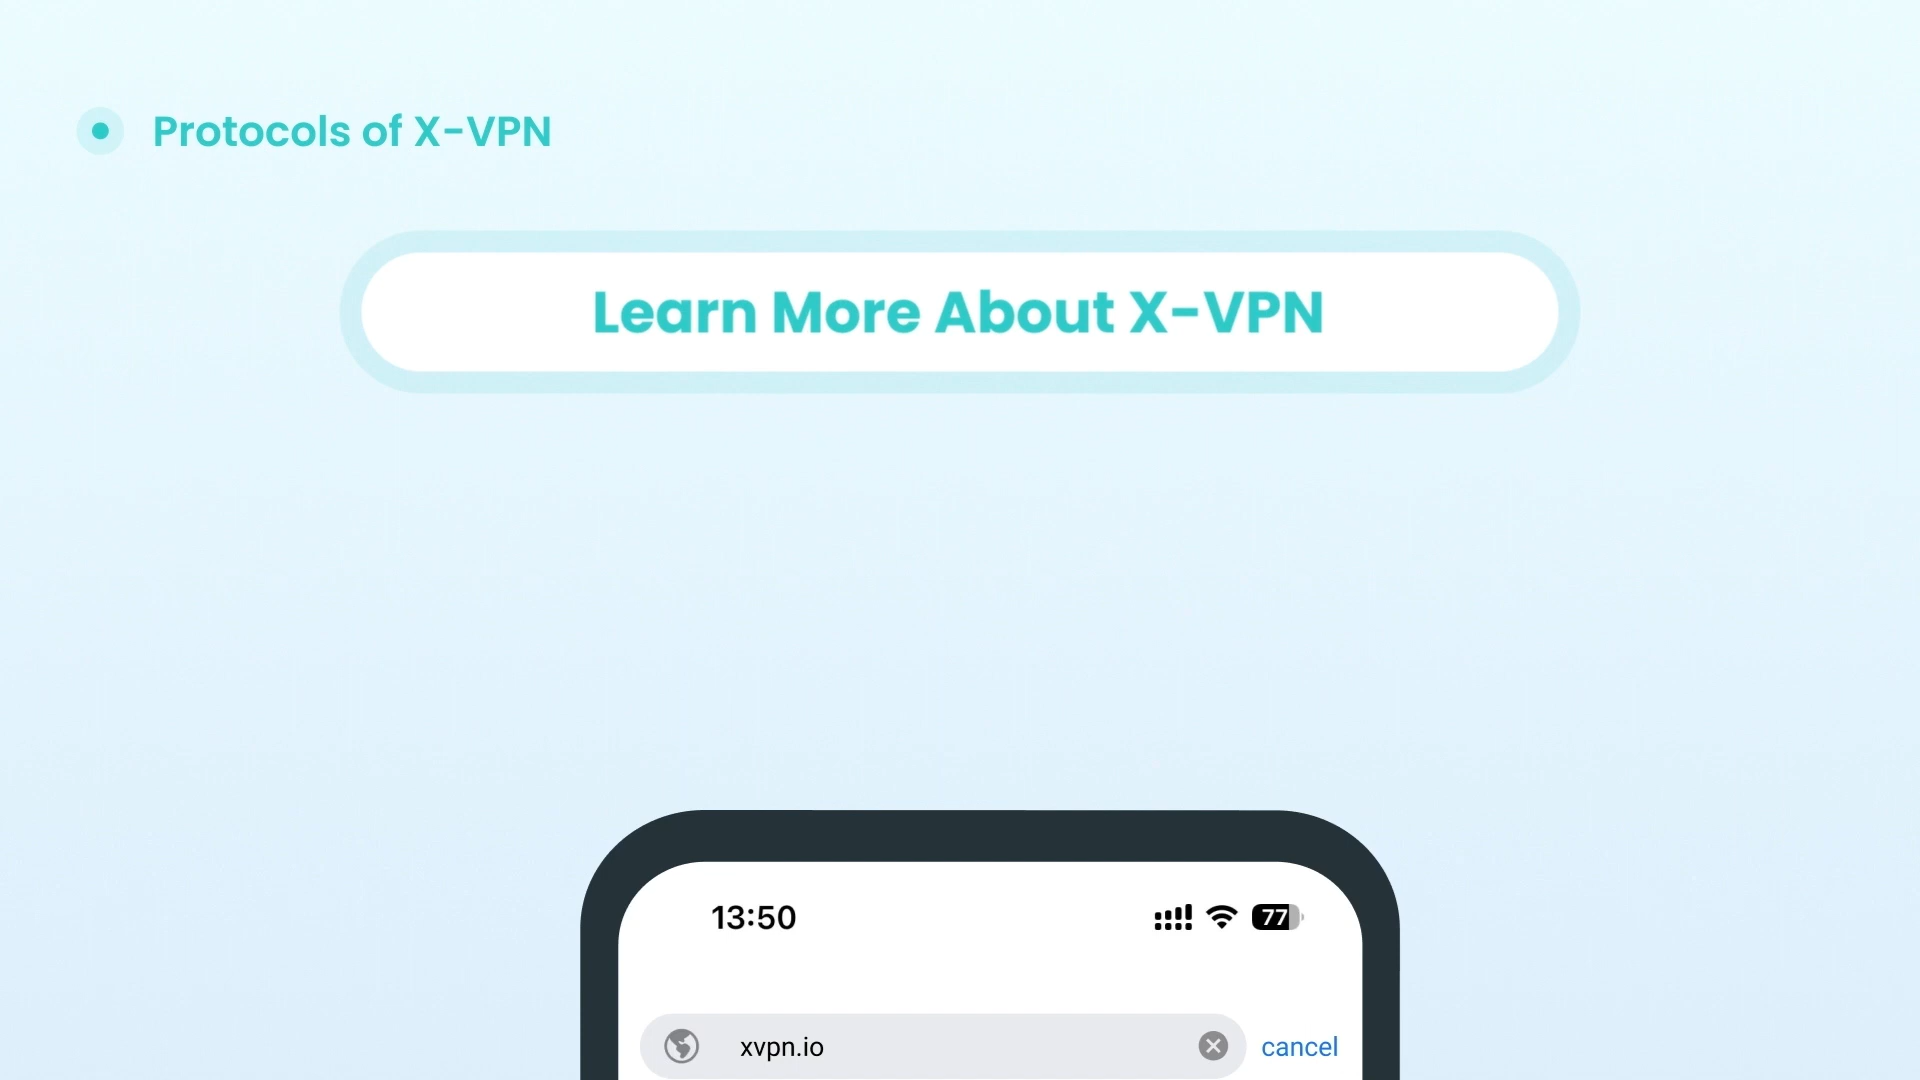 Protocols of X-VPN
Learn More About X-VPN
13:50
77
xvpn.io
cancel